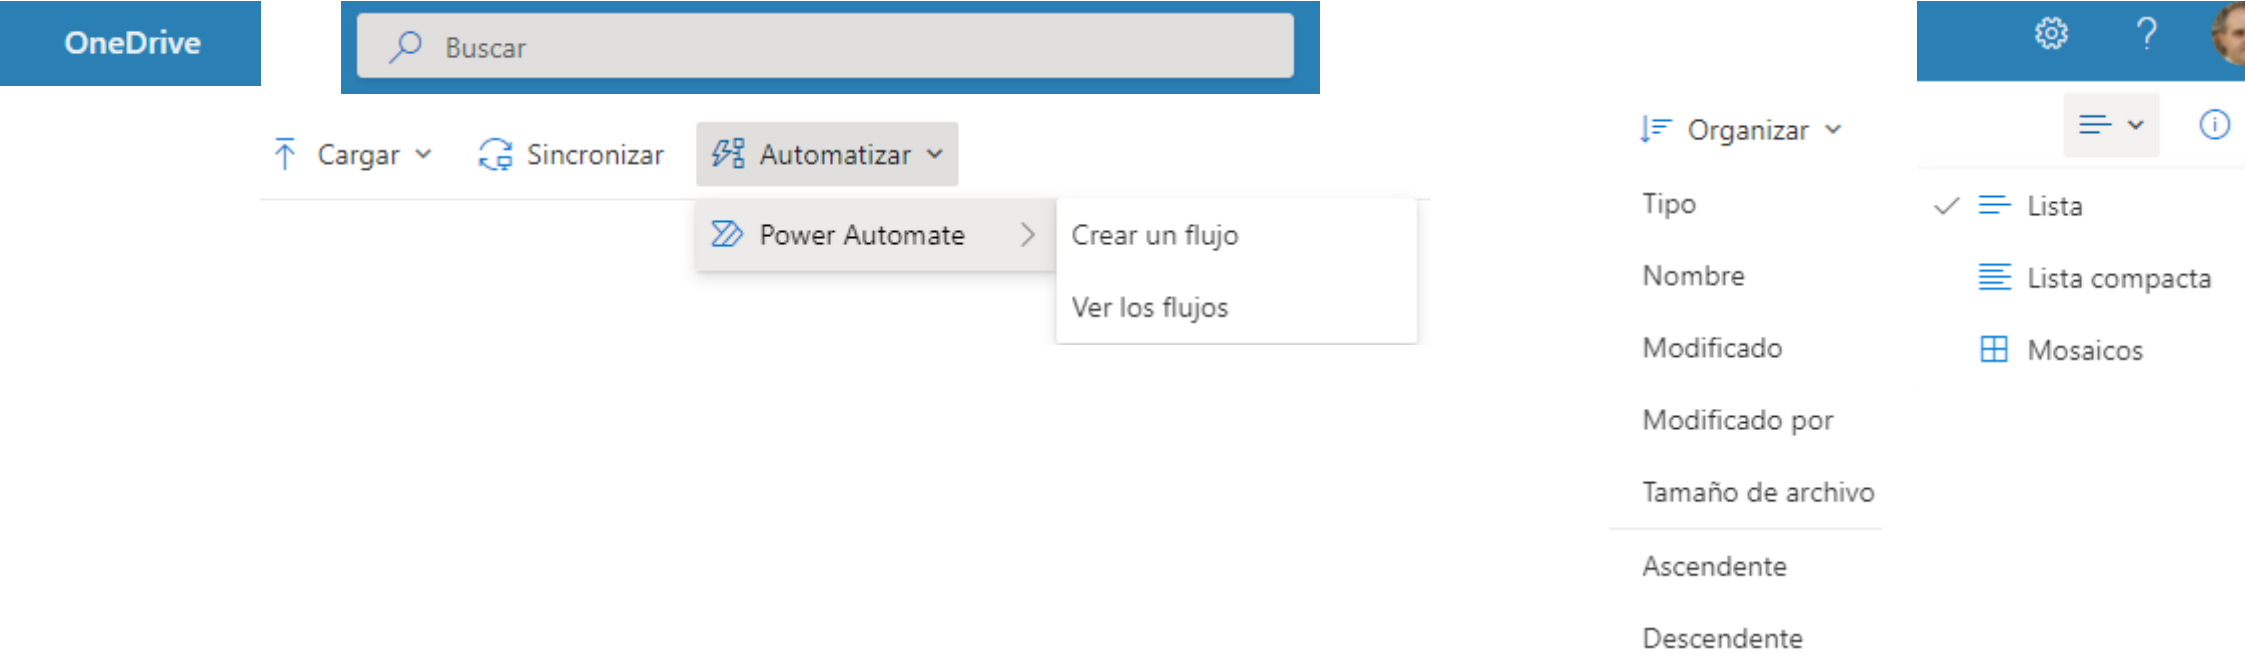 OneDrive
Buscar
?
Cargar
Sincronizar
Automatizar
Power Automate
Crear un flujo
Ver los flujos
Organizar
Tipo
Nombre
Modificado
Modificado por
Tamaño de archivo
Ascendente
Descendente
Lista
Lista compacta
Mosaicos